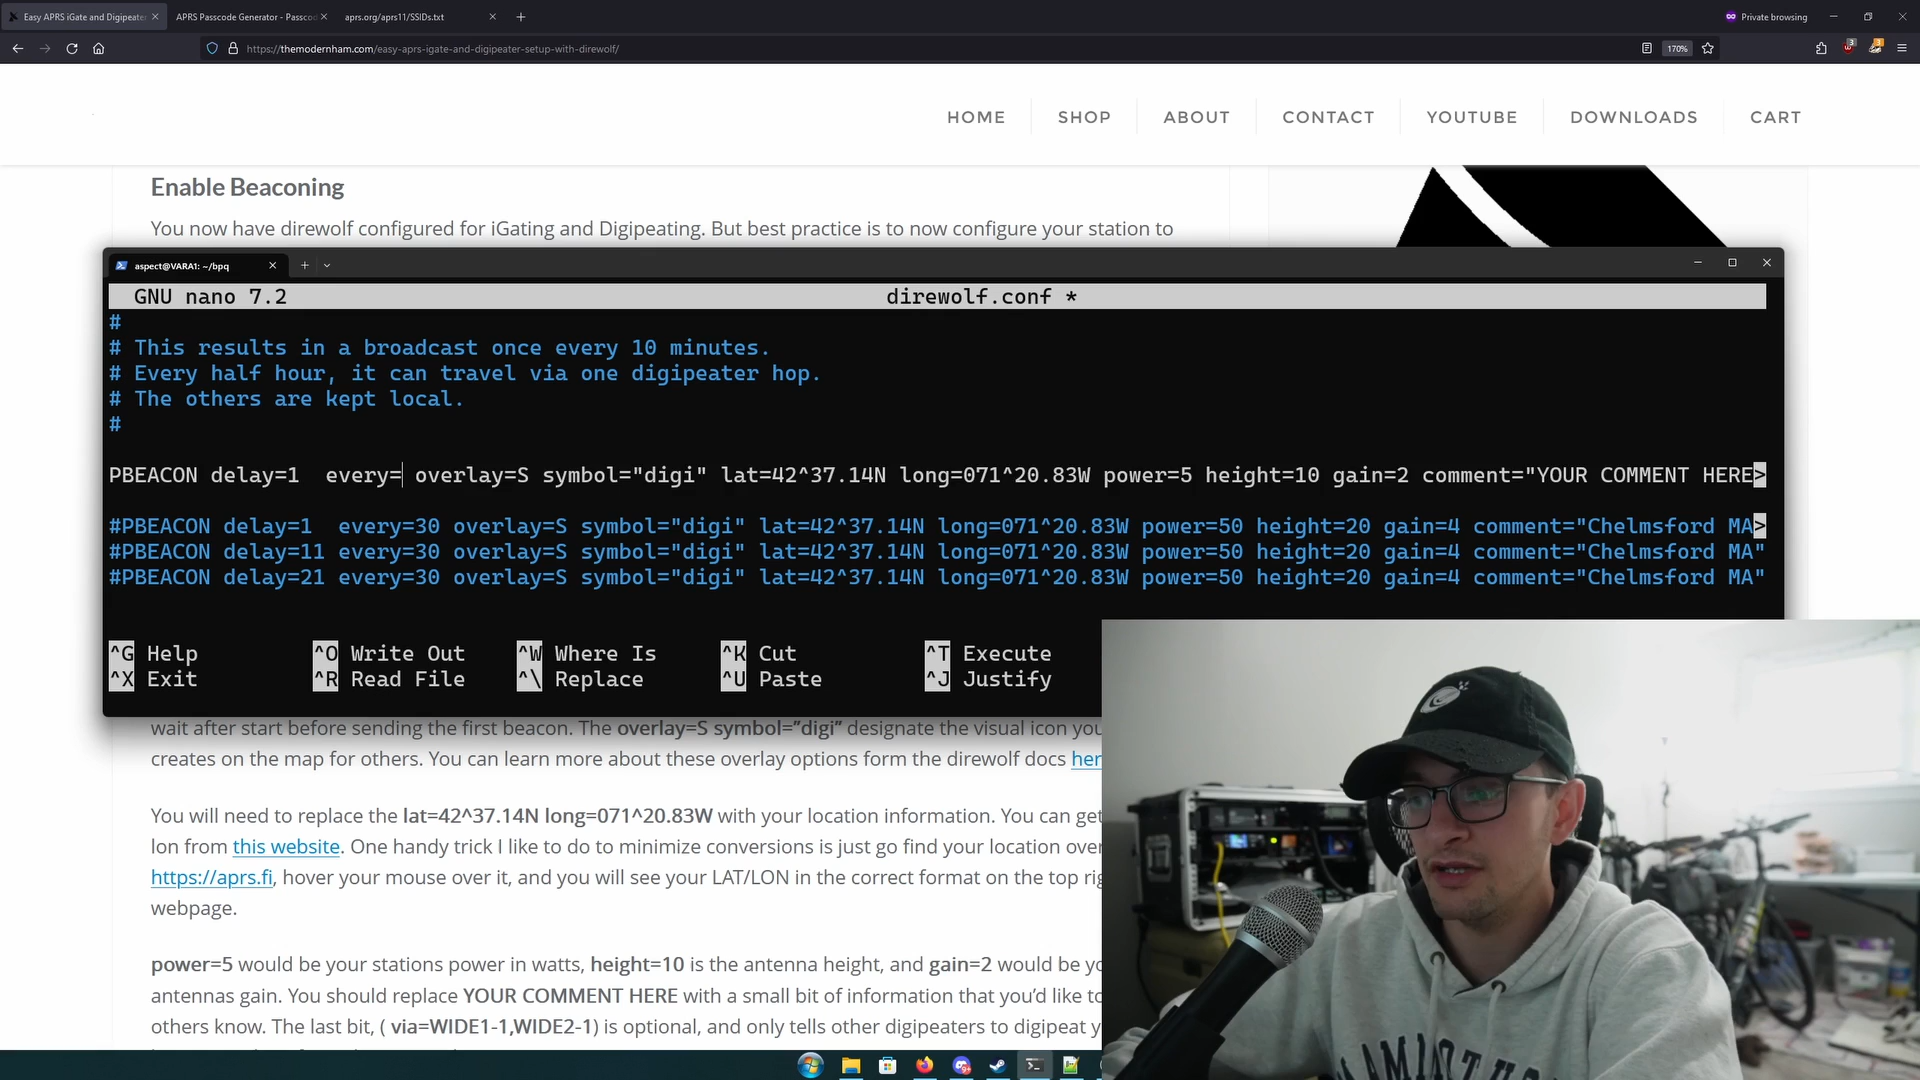 Easy APRS iGate and Digipeater
APRS Passcode Generator - Passco
aprs.org/aprs11/SSIDs.txt
Private browsing
https://themodernham.com/easy-aprs-igate-and-digipeater-setup-with-direwolf/
170%
3
HOME
SHOP
ABOUT
CONTACT
YOUTUBE
DOWNLOADS
CART
Enable Beaconing
You now have direwolf configured for iGating and Digipeating. But best practice is to now configure your station to
aspect@VARA1: ~/bpq
GNU nano 7.2
direwolf.conf *
#
# This results in a broadcast once every 10 minutes.
# Every half hour, it can travel via one digipeater hop.
# The others are kept local.
#
PBEACON delay=1  every= overlay=S symbol="digi" lat=42^37.14N long=071^20.83W power=5 height=10 gain=2 comment="YOUR COMMENT HERE>
#PBEACON delay=1  every=30 overlay=S symbol="digi" lat=42^37.14N long=071^20.83W power=50 height=20 gain=4 comment="Chelmsford MA>
#PBEACON delay=11 every=30 overlay=S symbol="digi" lat=42^37.14N long=071^20.83W power=50 height=20 gain=4 comment="Chelmsford MA"
#PBEACON delay=21 every=30 overlay=S symbol="digi" lat=42^37.14N long=071^20.83W power=50 height=20 gain=4 comment="Chelmsford MA"
^G Help ^O Write Out ^W Where Is ^K Cut ^T Execute
^X Exit ^R Read File ^\ Replace ^U Paste ^J Justify
wait after start before sending the first beacon. The overlay=S symbol="digi" designate the visual icon you
creates on the map for others. You can learn more about these overlay options form the direwolf docs her
You will need to replace the lat=42^37.14N long=071^20.83W with your location information. You can get
lon from this website. One handy trick I like to do to minimize conversions is just go find your location over
https://aprs.fi, hover your mouse over it, and you will see your LAT/LON in the correct format on the top rig
webpage.
power=5 would be your stations power in watts, height=10 is the antenna height, and gain=2 would be yo
antennas gain. You should replace YOUR COMMENT HERE with a small bit of information that you'd like to
others know. The last bit, ( via=WIDE1-1,WIDE2-1) is optional, and only tells other digipeaters to digipeat y